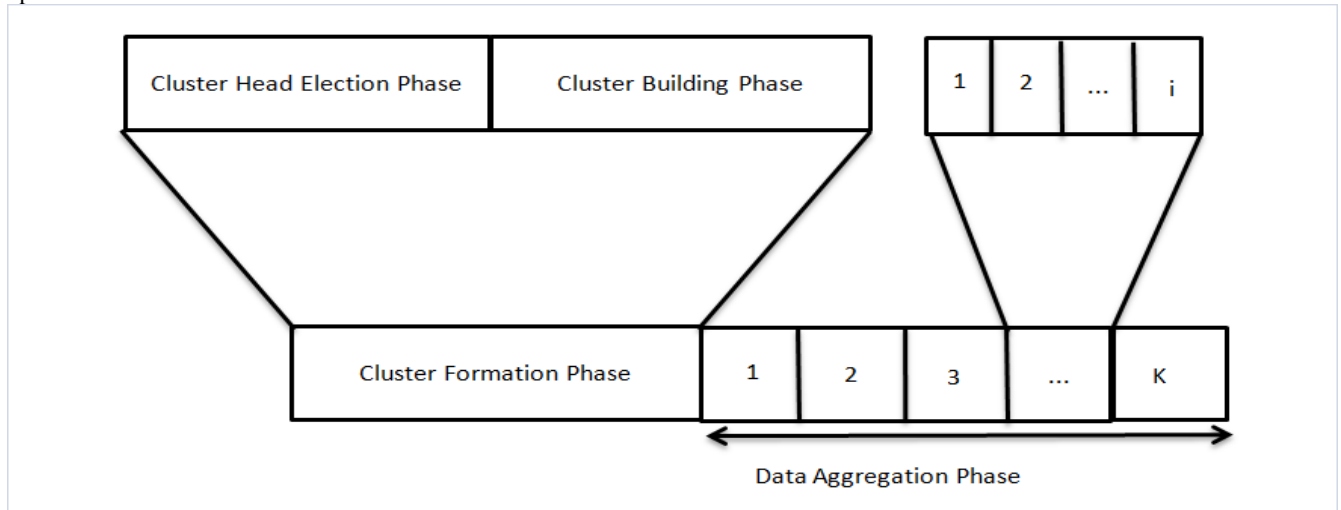 Cluster Head Election Phase Cluster Building Phase 1 2 ... i
Cluster Formation Phase 1 2 3 ... K
Data Aggregation Phase